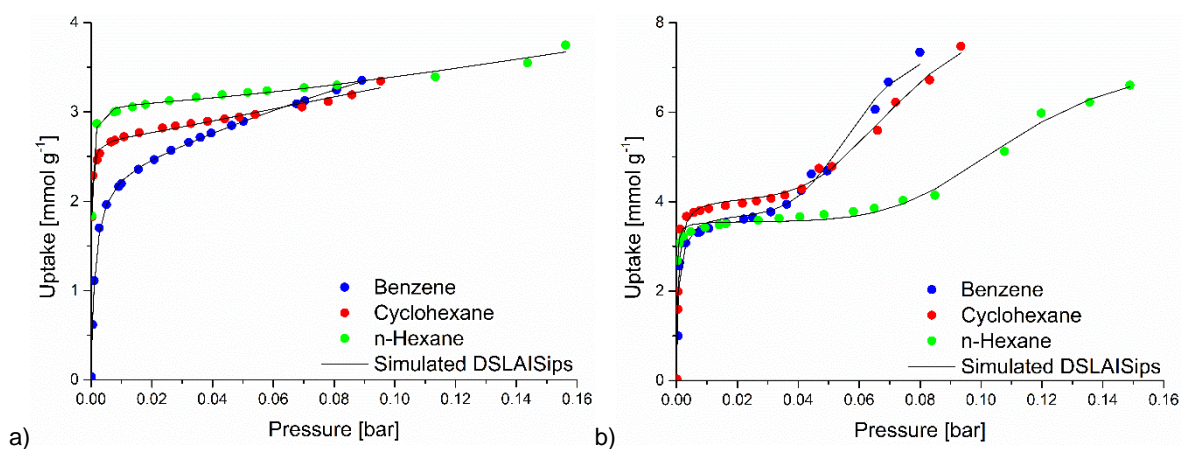 4
3
2
1
0
Uptake [mmol g⁻¹]
Benzene
Cyclohexane
n-Hexane
Simulated DSLAISips
0.00 0.02 0.04 0.06 0.08 0.10 0.12 0.14 0.16
Pressure [bar]
a)
8
6
4
2
0
Uptake [mmol g⁻¹]
Benzene
Cyclohexane
n-Hexane
Simulated DSLAISips
0.00 0.02 0.04 0.06 0.08 0.10 0.12 0.14 0.16
Pressure [bar]
b)